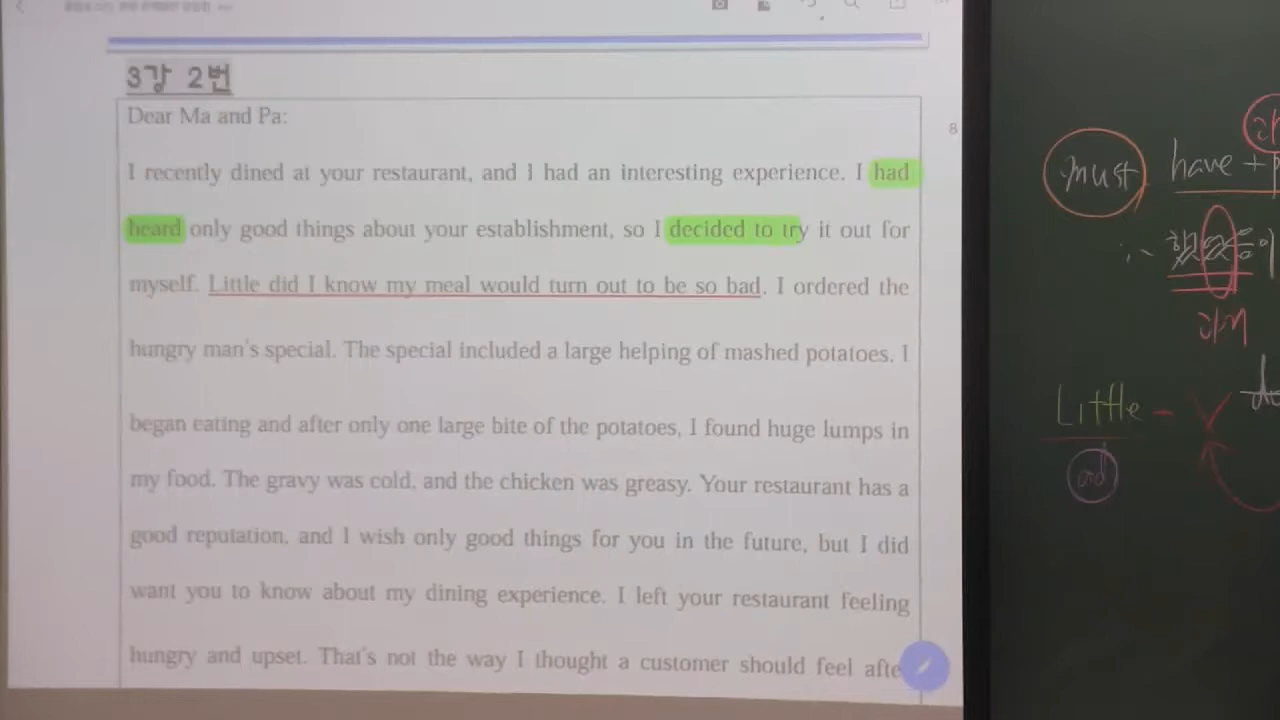 3강 2번
Dear Ma and Pa:
8
I recently dined at your restaurant, and I had an interesting experience. I had
heard only good things about your establishment, so I decided to try it out for
myself. Little did I know my meal would turn out to be so bad. I ordered the
hungry man's special. The special included a large helping of mashed potatoes. I
began eating and after only one large bite of the potatoes, I found huge lumps in
my food. The gravy was cold, and the chicken was greasy. Your restaurant has a
good reputation, and I wish only good things for you in the future, but I did
want you to know about my dining experience. I left your restaurant feeling
hungry and upset. That's not the way I thought a customer should feel afte
must have + p
과거
Little - V
ad